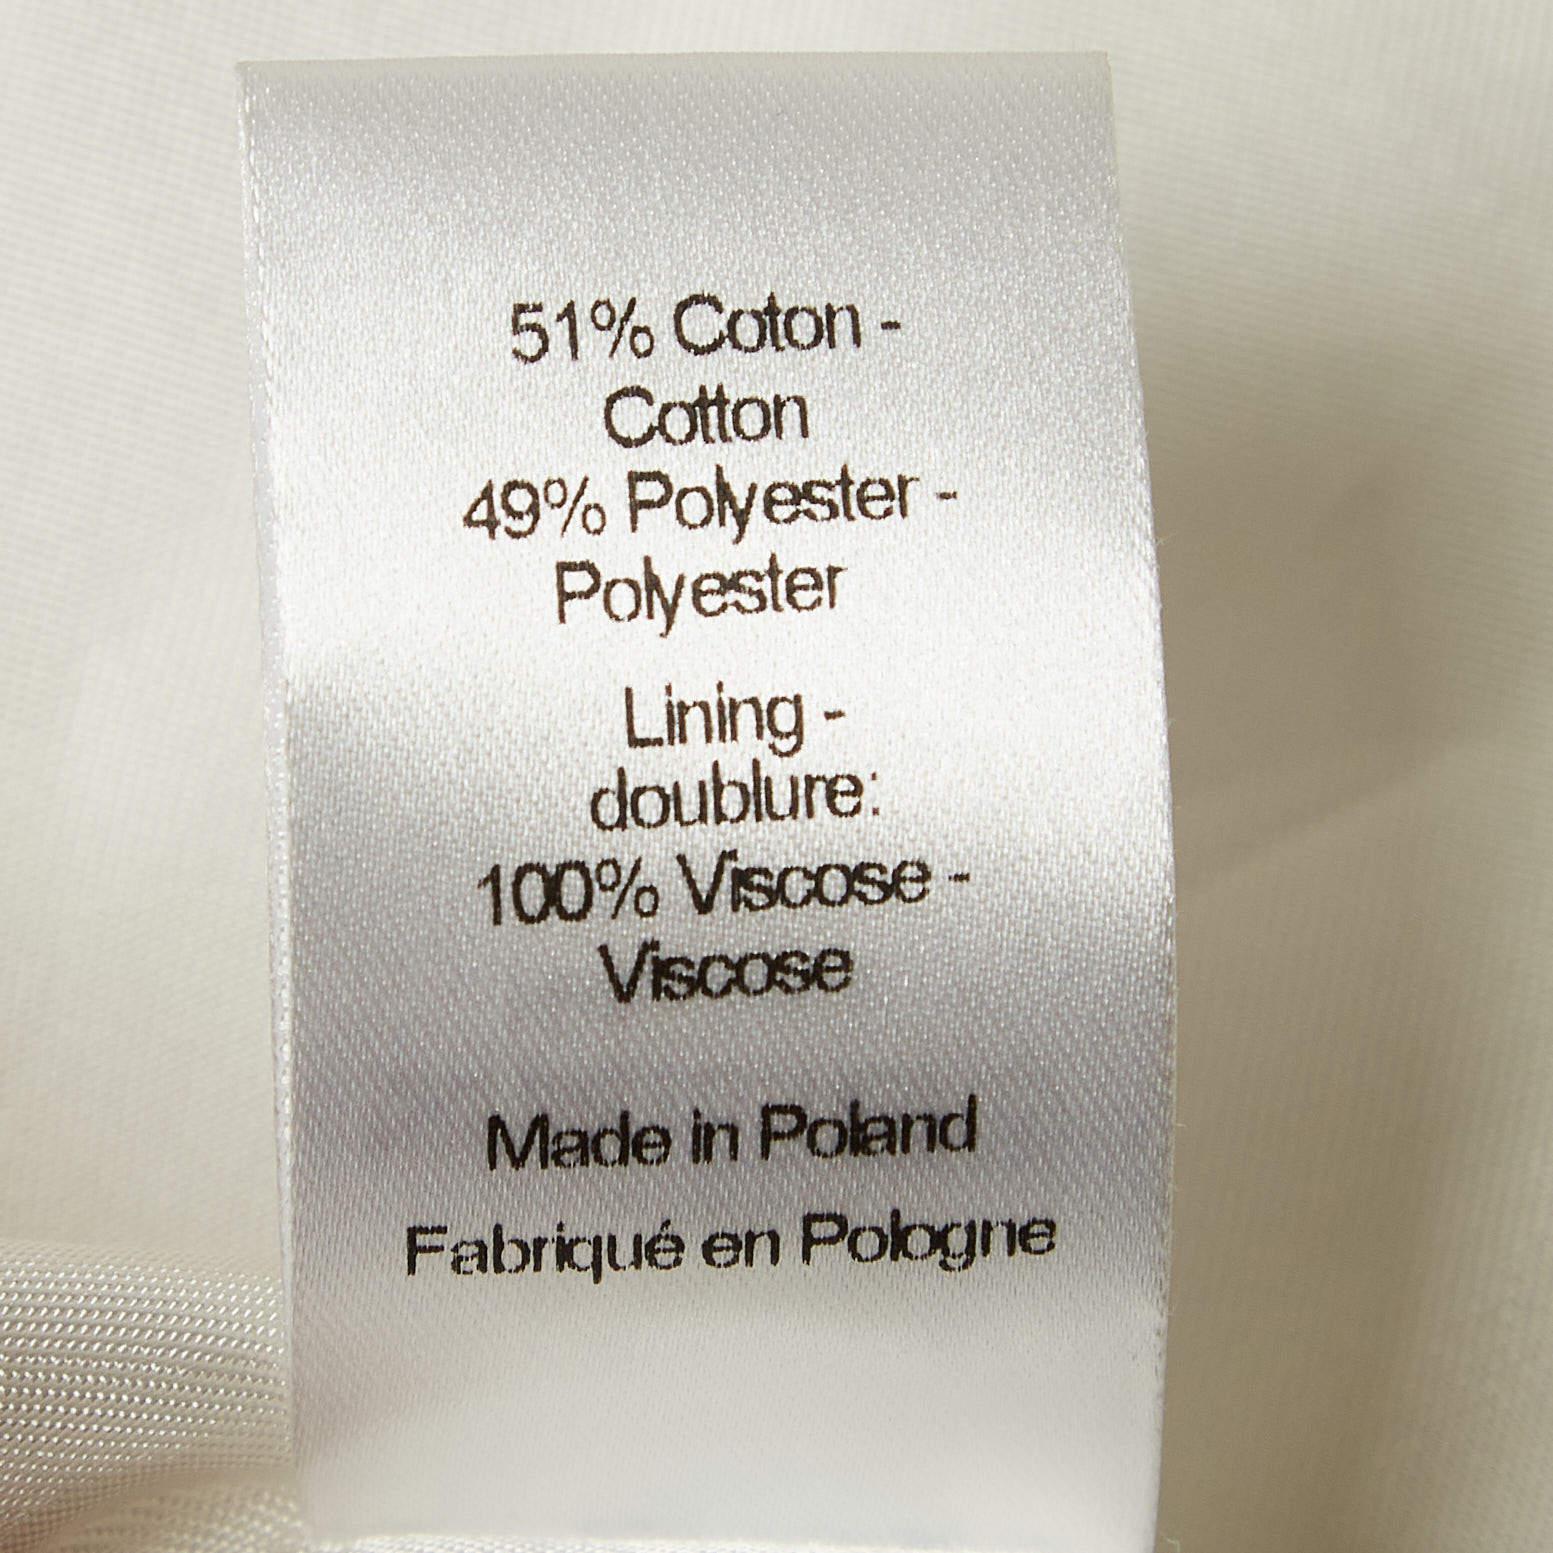 51% Coton -
Cotton
49% Polyester -
Polyester
Lining -
doublure:
100% Viscose -
Viscose
Made in Poland
Fabriqué en Pologne